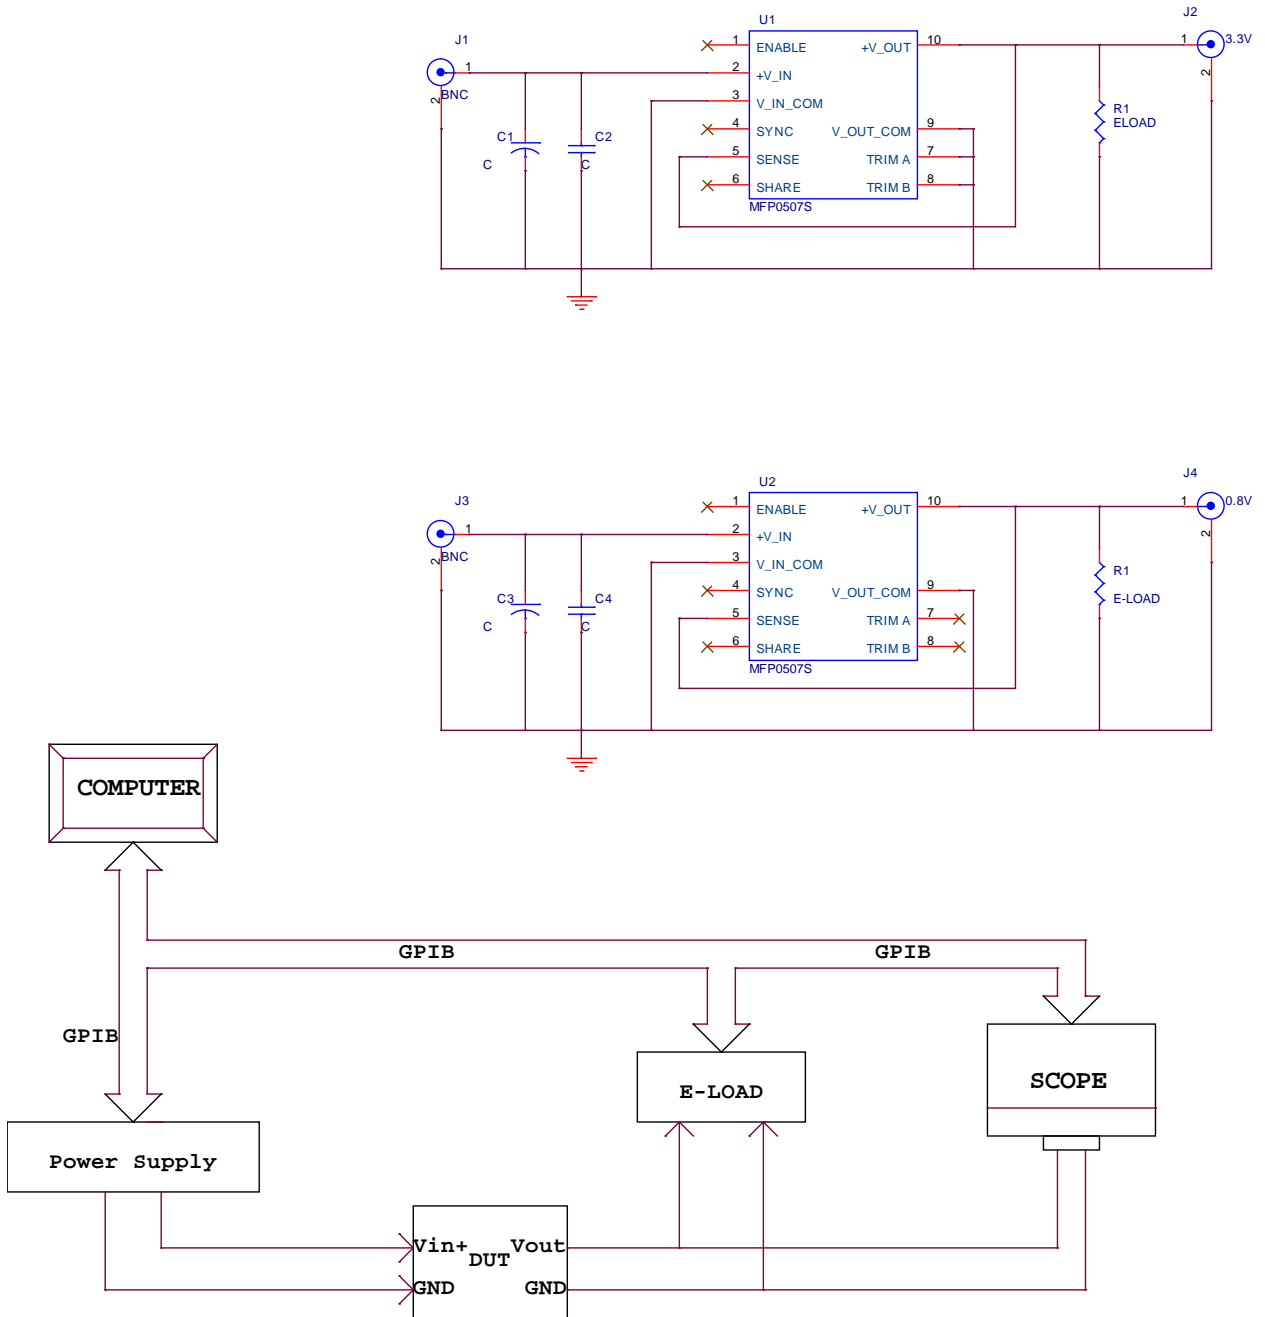 U1
J2
J1
1
ENABLE
+V_OUT
10
1
3.3V
1
2
+V_IN
2
BNC
2
3
V_IN_COM
R1
ELOAD
C1
C2
4
SYNC
V_OUT_COM
9
C
C
5
SENSE
TRIM A
7
6
SHARE
TRIM B
8
MFP0507S
U2
J4
J3
1
ENABLE
+V_OUT
10
1
0.8V
1
2
+V_IN
2
BNC
2
3
V_IN_COM
R1
E-LOAD
C3
C4
4
SYNC
V_OUT_COM
9
C
C
5
SENSE
TRIM A
7
6
SHARE
TRIM B
8
MFP0507S
COMPUTER
GPIB
GPIB
GPIB
SCOPE
E-LOAD
Power Supply
Vin+
DUT
Vout
GND
GND